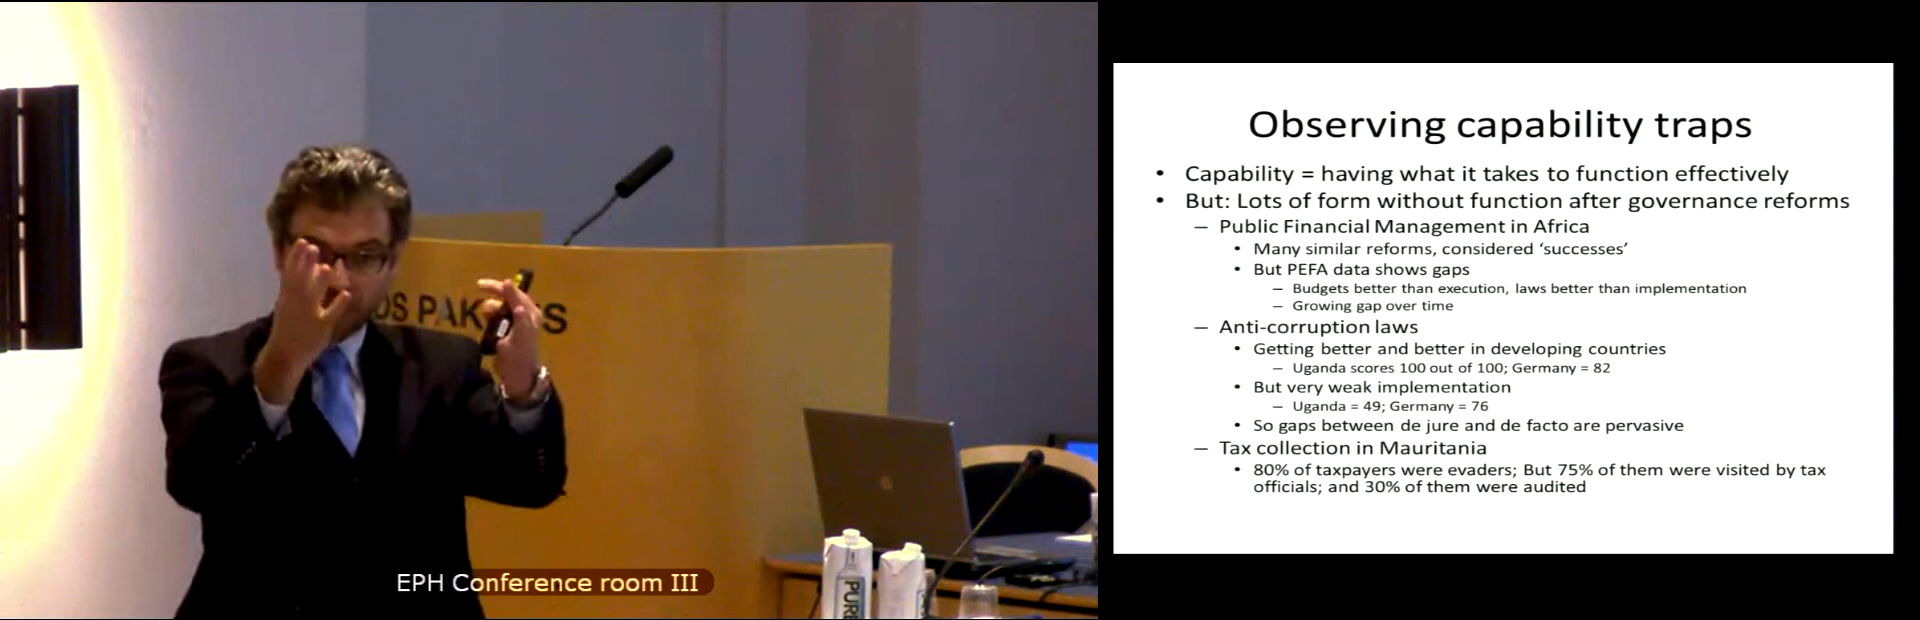 OS PAK S
EPH Conference room III
PURE
Observing capability traps
• Capability = having what it takes to function effectively
• But: Lots of form without function after governance reforms
– Public Financial Management in Africa
• Many similar reforms, considered ‘successes’
• But PEFA data shows gaps
– Budgets better than execution, laws better than implementation
– Growing gap over time
– Anti-corruption laws
• Getting better and better in developing countries
– Uganda scores 100 out of 100; Germany = 82
• But very weak implementation
– Uganda = 49; Germany = 76
• So gaps between de jure and de facto are pervasive
– Tax collection in Mauritania
• 80% of taxpayers were evaders; But 75% of them were visited by tax
officials; and 30% of them were audited